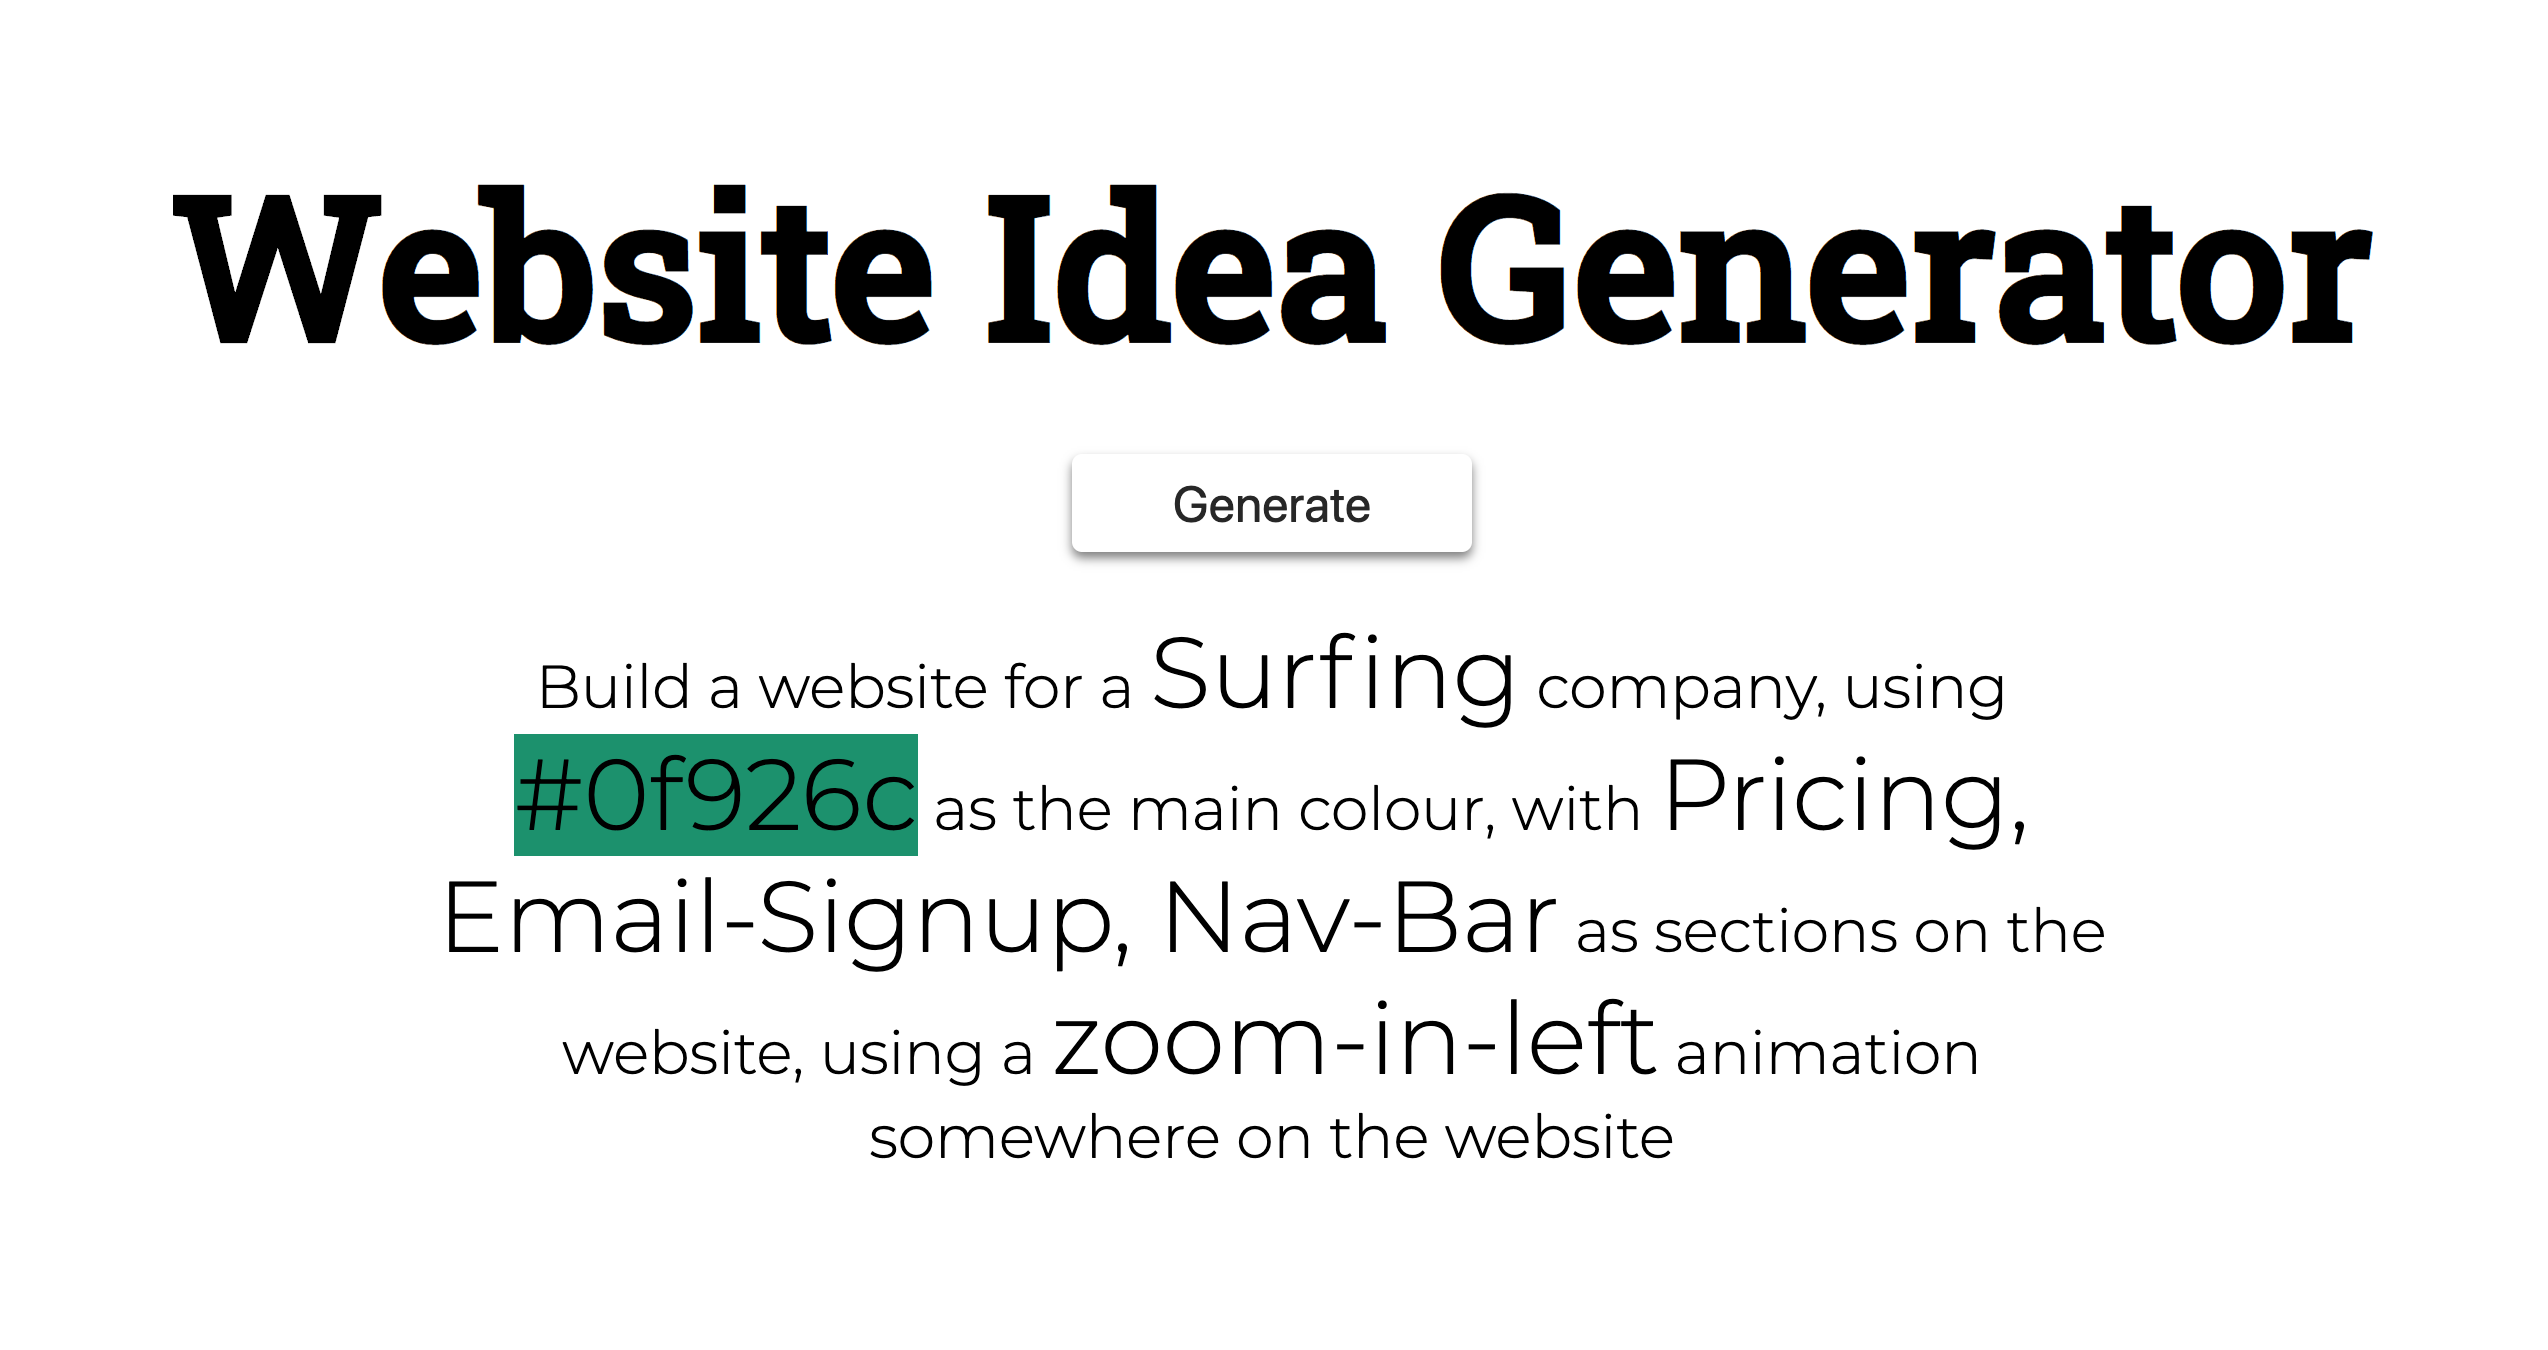 Website Idea Generator
Generate
Build a website for a Surfing company, using
#0f926c as the main colour, with Pricing,
Email-Signup, Nav-Bar as sections on the
website, using a zoom-in-left animation
somewhere on the website